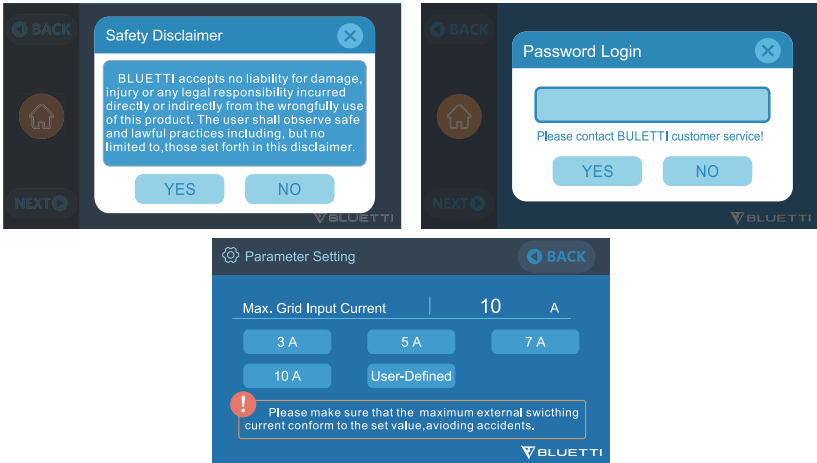 BACK
Safety Disclaimer
BLUETTI accepts no liability for damage,
injury or any legal responsibility incurred
directly or indirectly from the wrongfully use
of this product. The user shall observe safe
and lawful practices including, but no
limited to,those set forth in this disclaimer.
YES NO
NEXT
BLUETTI
BACK
Password Login
Please contact BULETTI customer service!
YES NO
NEXT
BLUETTI
Parameter Setting
BACK
Max. Grid Input Current 10 A
3 A 5 A 7 A
10 A User-Defined
! Please make sure that the maximum external swicthing
current conform to the set value,avioding accidents.
BLUETTI